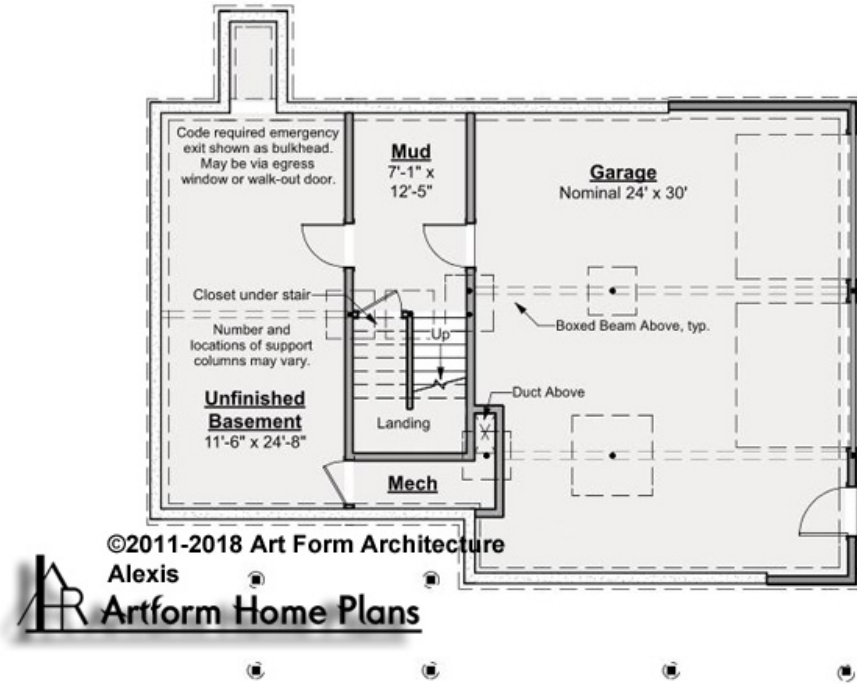 Code required emergency
exit shown as bulkhead.
May be via egress
window or walk-out door.
Mud
7'-1" x
12'-5"
Garage
Nominal 24' x 30'
Closet under stair
Number and
locations of support
columns may vary.
Up
Boxed Beam Above, typ.
Unfinished
Basement
11'-6" x 24'-8"
Duct Above
Landing
Mech
©2011-2018 Art Form Architecture
Alexis
Artform Home Plans